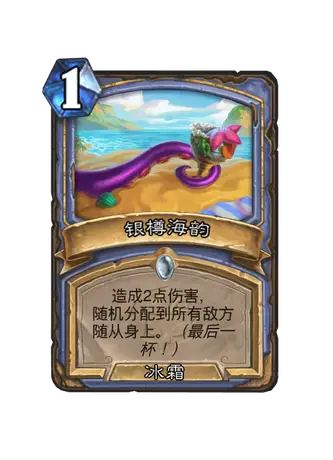 1
银樽海韵
造成2点伤害，
随机分配到所有敌方
随从身上。（最后一
杯！）
冰霜